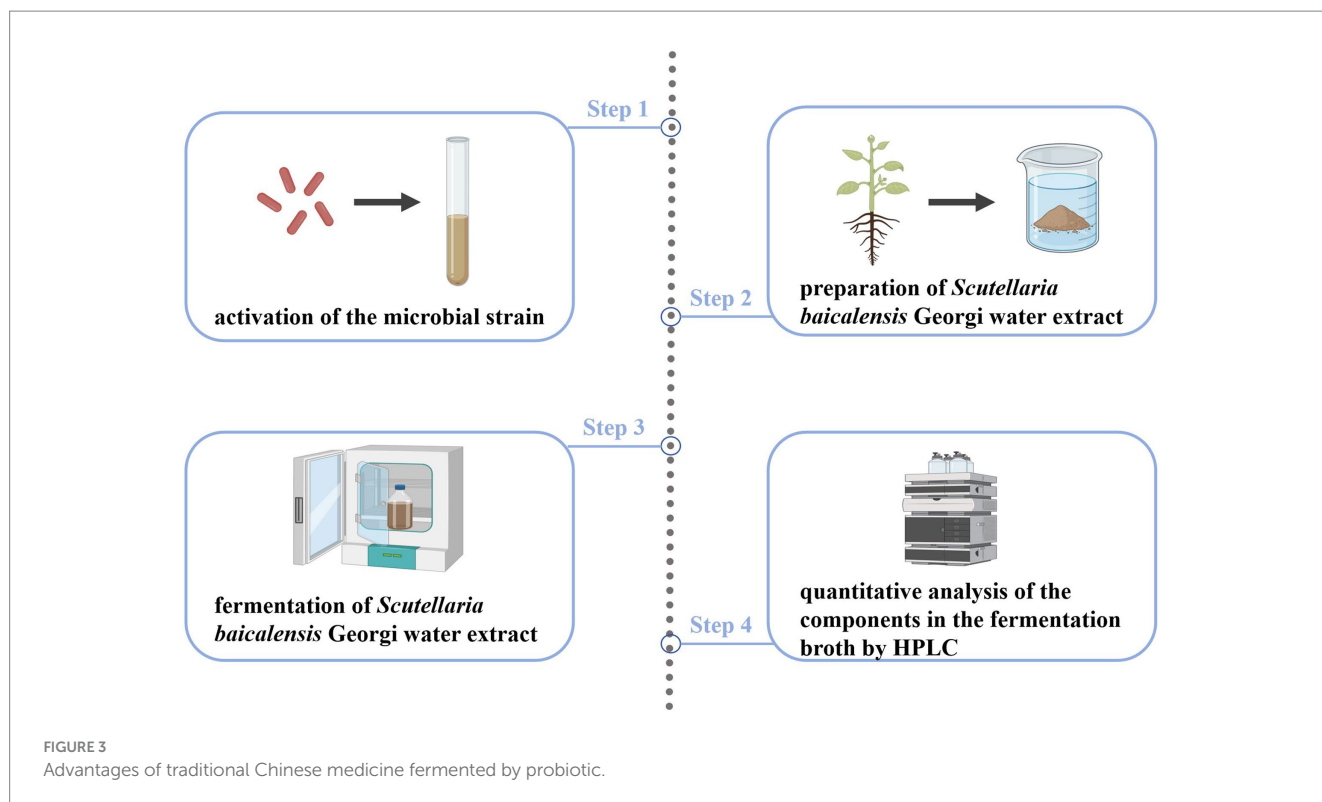 Step 1
activation of the microbial strain
Step 2
preparation of Scutellaria
baicalensis Georgi water extract
Step 3
fermentation of Scutellaria
baicalensis Georgi water extract
Step 4
quantitative analysis of the
components in the fermentation
broth by HPLC
FIGURE 3
Advantages of traditional Chinese medicine fermented by probiotic.